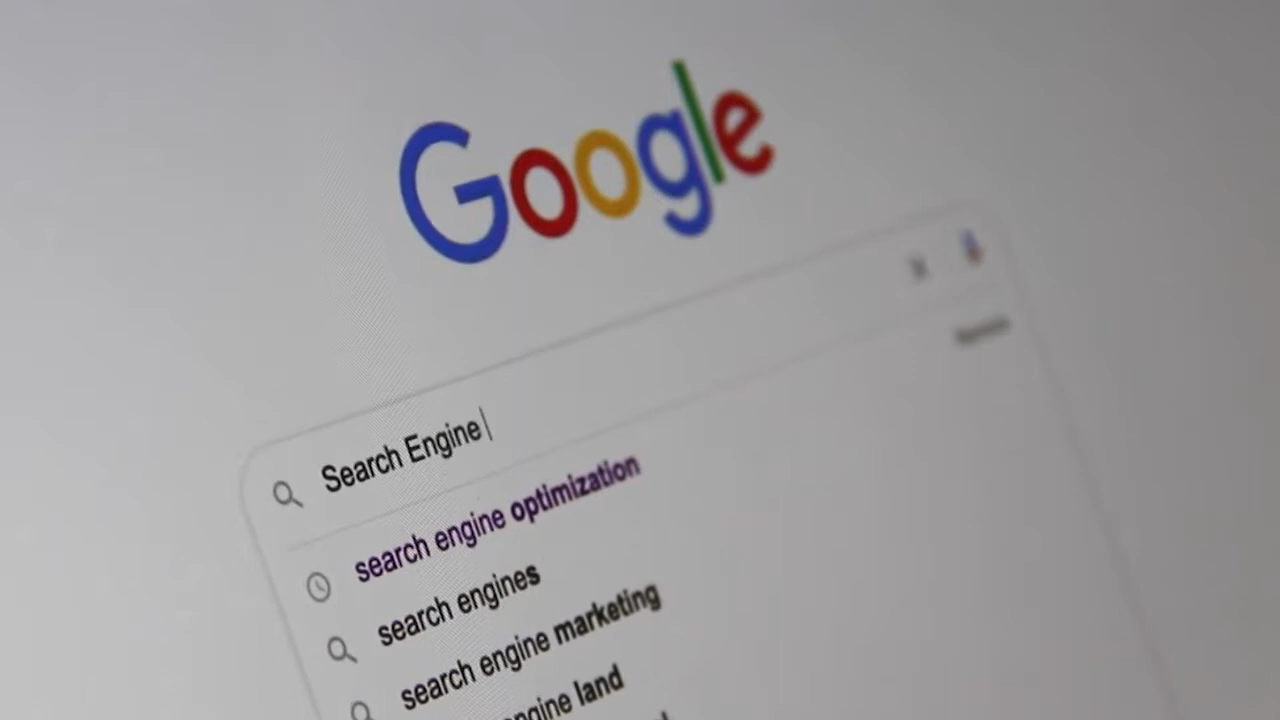 Google
Search Engine
search engine optimization
search engines
search engine marketing
engine land